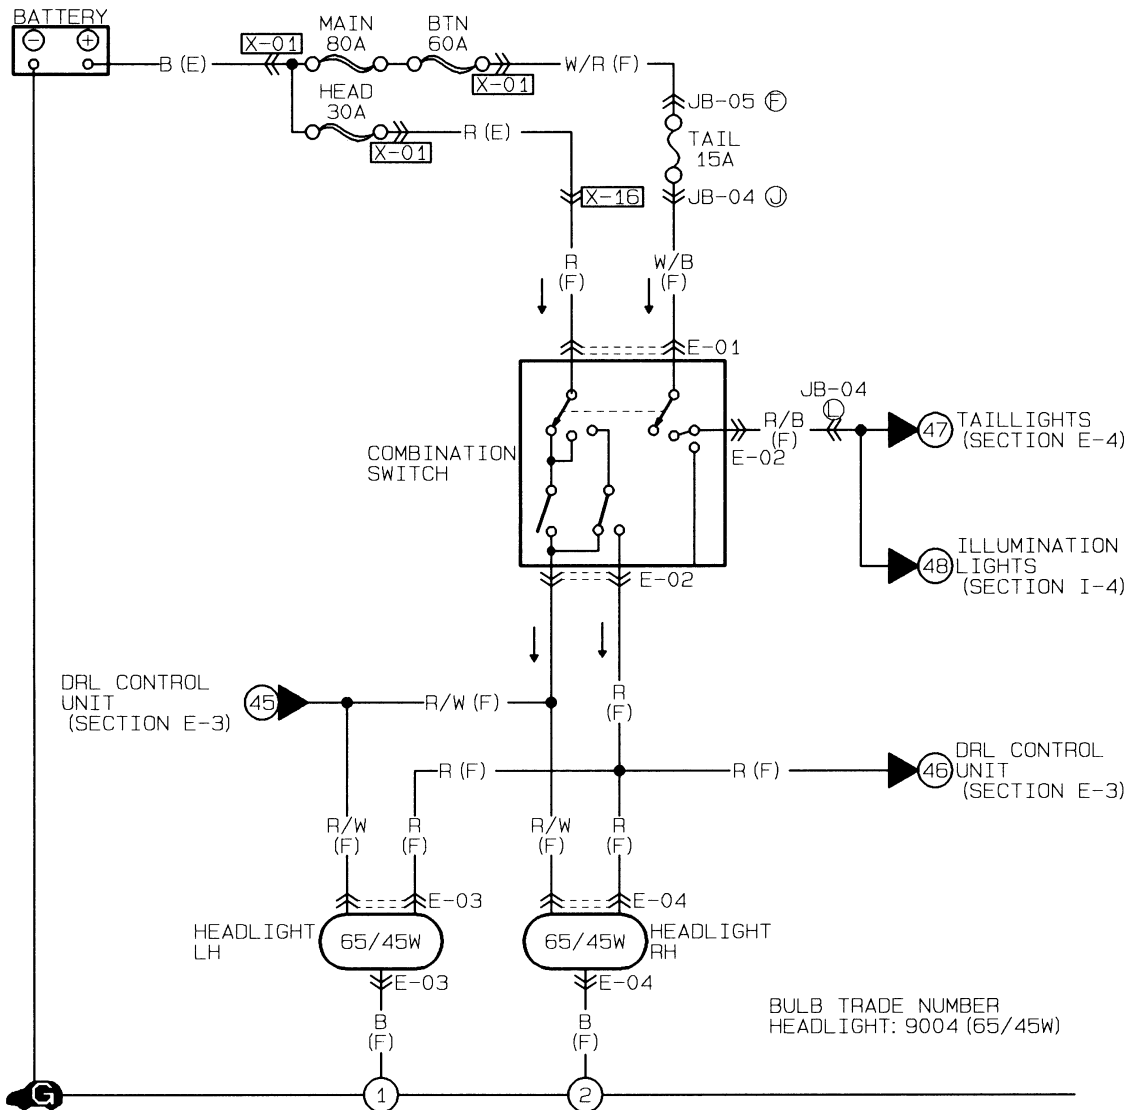 BATTERY
MAIN
80A
BTN
60A
X-01
B (E)
W/R (F)
X-01
HEAD
30A
R (E)
X-01
JB-05 F
TAIL
15A
X-16
JB-04 J
R
(F)
W/B
(F)
E-01
JB-04
L
R/B
(F)
E-02
47
TAILLIGHTS
(SECTION E-4)
COMBINATION
SWITCH
48
ILLUMINATION
LIGHTS
(SECTION I-4)
E-02
DRL CONTROL
UNIT
(SECTION E-3)
45
R/W (F)
R
(F)
R (F)
R (F)
46
DRL CONTROL
UNIT
(SECTION E-3)
R/W
(F)
R
(F)
R/W
(F)
R
(F)
E-03
E-04
HEADLIGHT
LH
65/45W
65/45W
HEADLIGHT
RH
E-03
E-04
B
(F)
B
(F)
BULB TRADE NUMBER
HEADLIGHT: 9004 (65/45W)
G
1
2